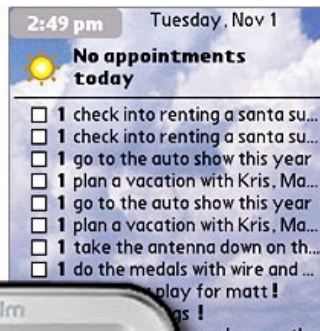 2:49 pm Tuesday, Nov 1
No appointments
today
1 check into renting a santa su...
1 check into renting a santa su...
1 go to the auto show this year
1 plan a vacation with Kris, Ma...
1 go to the auto show this year
1 plan a vacation with Kris, Ma...
1 take the antenna down on th...
1 do the medals with wire and ...
play for matt!